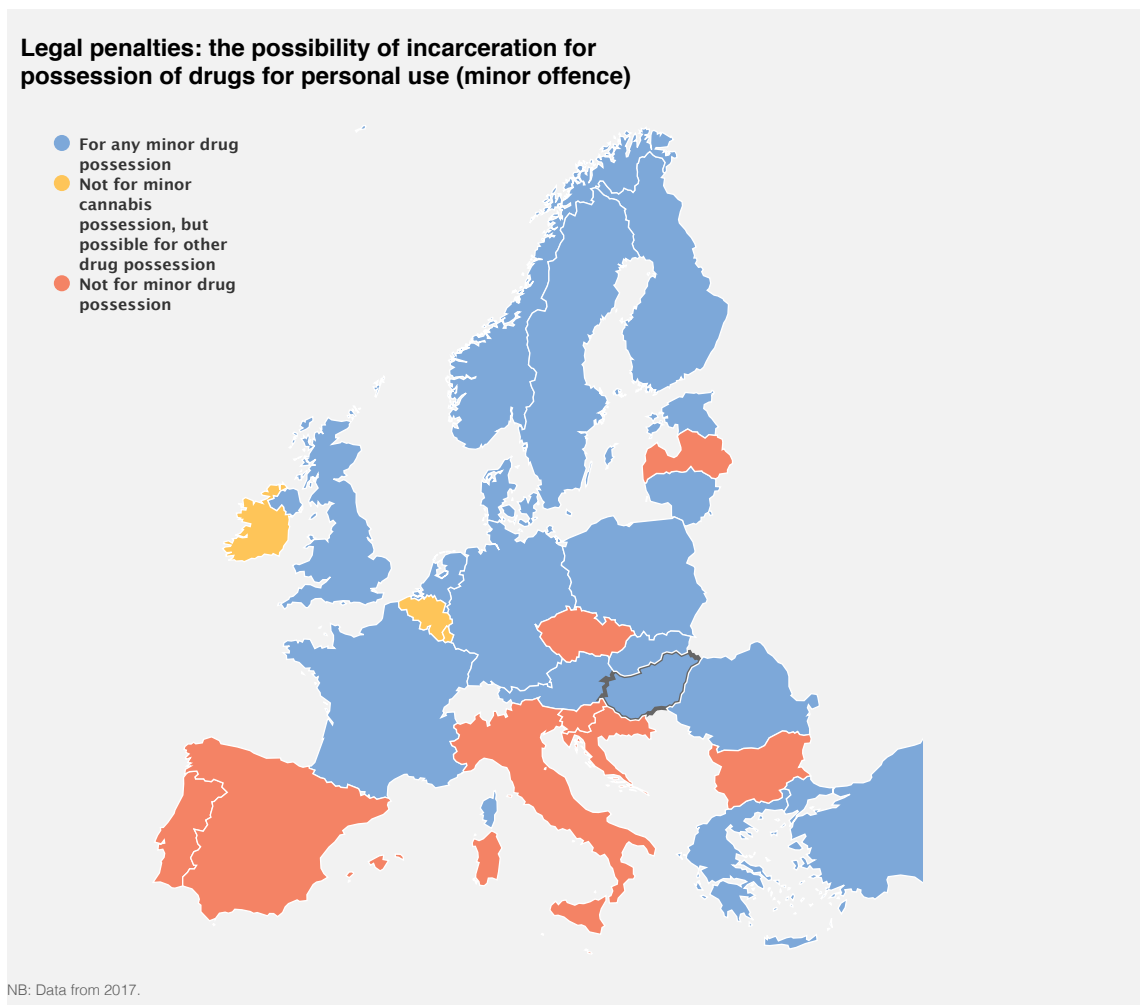 Legal penalties: the possibility of incarceration for
possession of drugs for personal use (minor offence)
For any minor drug
possession
Not for minor
cannabis
possession, but
possible for other
drug possession
Not for minor drug
possession
NB: Data from 2017.